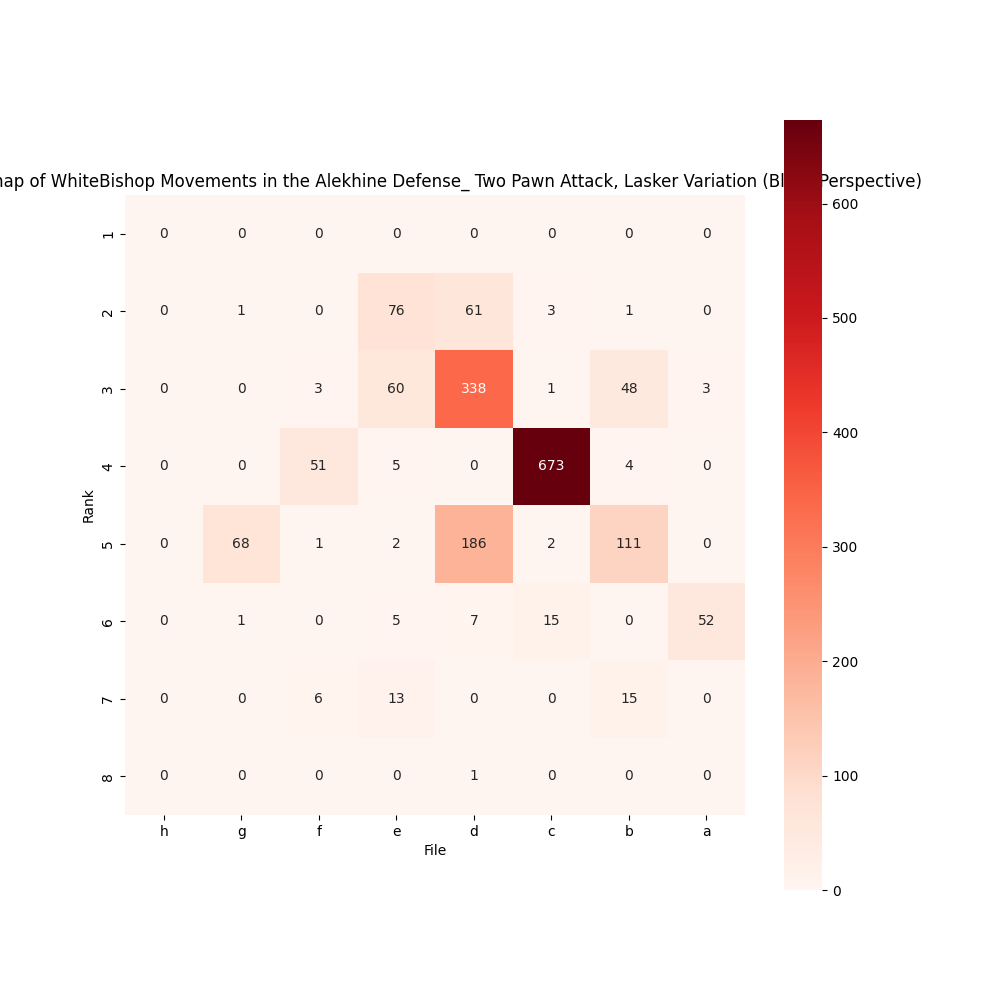 of WhiteBishop Movements in the Alekhine Defense_ Two Pawn Attack, Lasker Variation Perspective)
1 0 0 0 0 0 0 0 0
2 0 1 0 76 61 3 1 0
3 0 0 3 60 338 1 48 3
4 0 0 51 5 0 673 4 0
5 0 68 1 2 186 2 111 0
6 0 1 0 5 7 15 0 52
7 0 0 6 13 0 0 15 0
8 0 0 0 0 1 0 0 0
h g f e d c b a
File
Rank
600
500
400
300
200
100
0